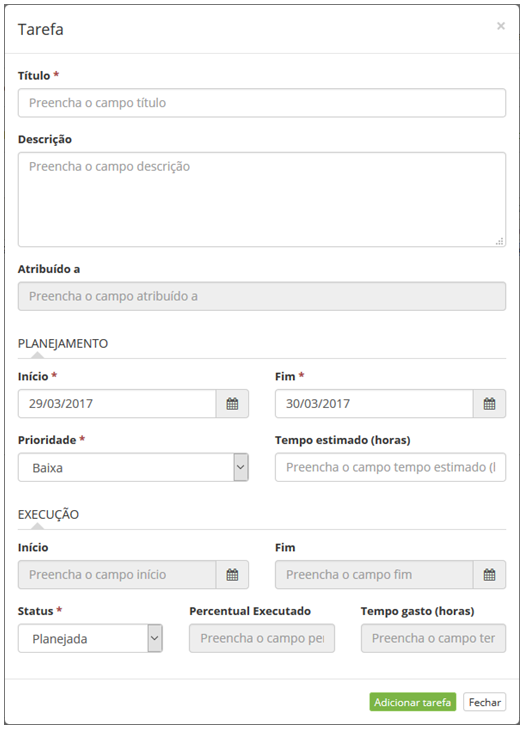 Tarefa
×
Título *
Preencha o campo título
Descrição
Preencha o campo descrição
Atribuído a
Preencha o campo atribuído a
PLANEJAMENTO
Início * Fim *
29/03/2017 30/03/2017
Prioridade * Tempo estimado (horas)
Baixa Preencha o campo tempo estimado (
EXECUÇÃO
Início Fim
Preencha o campo início Preencha o campo fim
Status * Percentual Executado Tempo gasto (horas)
Planejada Preencha o campo per Preencha o campo ter
Adicionar tarefa Fechar